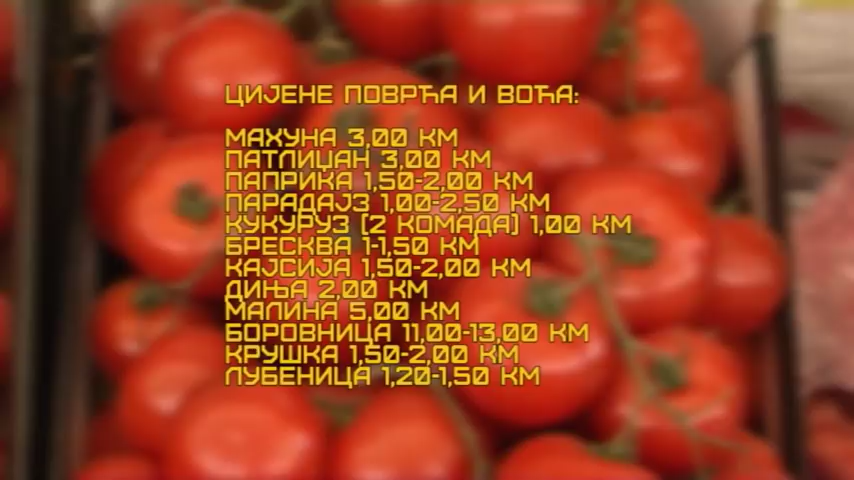 ЦИЈЕНЕ ПОВРЋА И ВОЋА:
МАХУНА 3,00 КМ
ПАТЛИЏАН 3,00 КМ
ПАПРИКА 1,50-2,00 КМ
ПАРАДАЈЗ 1,00-2,50 КМ
КУКУРУЗ (2 КОМАДА) 1,00 КМ
БРЕСКВА 1-1,50 КМ
КАЈСИЈА 1,50-2,00 КМ
ДИЊА 2,00 КМ
МАЛИНА 5,00 КМ
БОРОВНИЦА 11,00-13,00 КМ
КРУШКА 1,50-2,00 КМ
ЛУБЕНИЦА 1,20-1,50 КМ